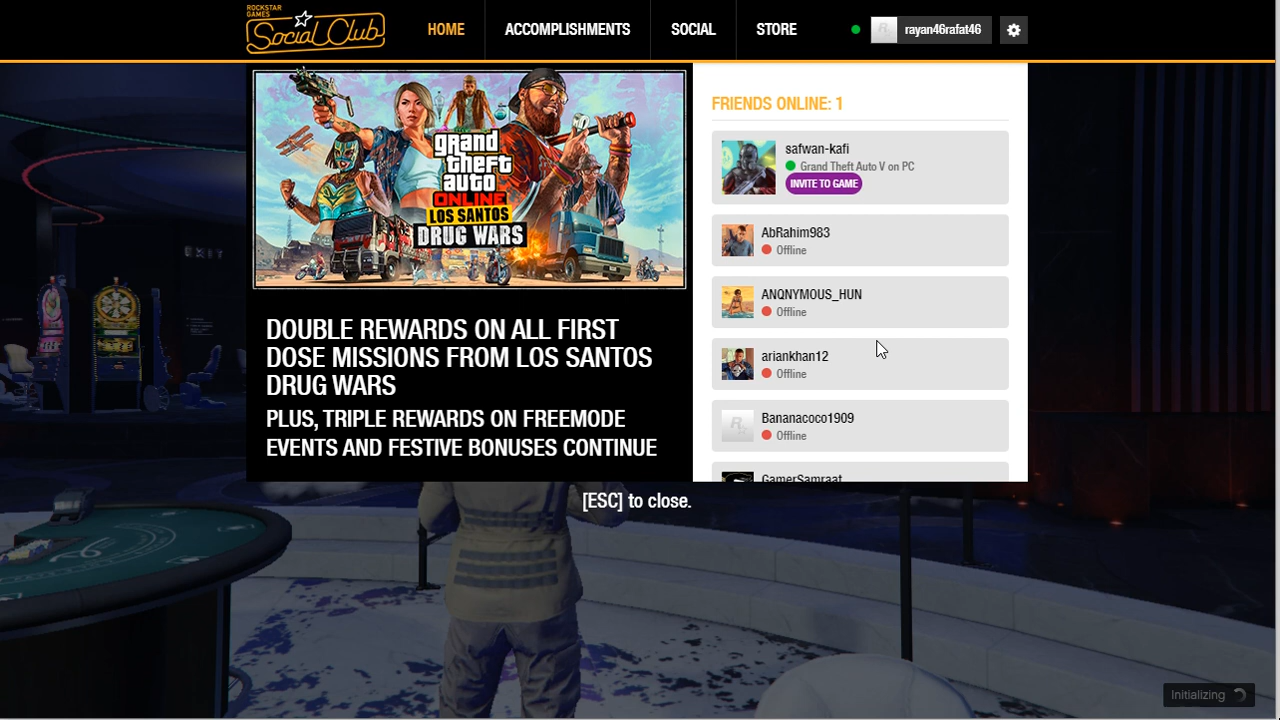 ROCKSTAR
GAMES
Social Club
HOME
ACCOMPLISHMENTS
SOCIAL
STORE
rayan46rafat46
grand
theft
auto
ONLINE
LOS SANTOS
DRUG WARS
DOUBLE REWARDS ON ALL FIRST
DOSE MISSIONS FROM LOS SANTOS
DRUG WARS
PLUS, TRIPLE REWARDS ON FREEMODE
EVENTS AND FESTIVE BONUSES CONTINUE
FRIENDS ONLINE: 1
safwan-kafi
Grand Theft Auto V on PC
INVITE TO GAME
AbRahim983
Offline
ANQNYMOUS_HUN
Offline
ariankhan12
Offline
Bananacoco1909
Offline
GamerSamraat
[ESC] to close.
EXIT
Initializing